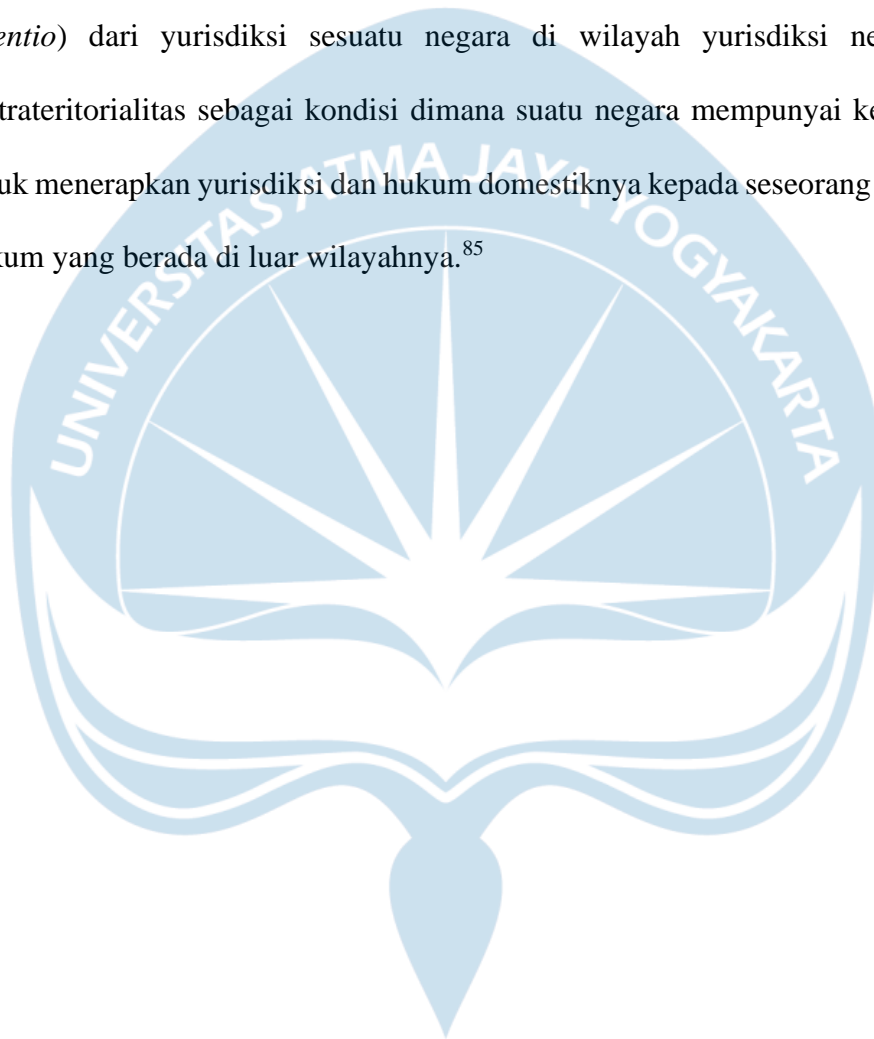 entio) dari yurisdiksi sesuatu negara di wilayah yurisdiksi ne
trateritorialitas sebagai kondisi dimana suatu negara mempunyai ke
uk menerapkan yurisdiksi dan hukum domestiknya kepada seseorang
kum yang berada di luar wilayahnya.85
UNIVERSITAS ATMA JAYA YOGYAKARTA